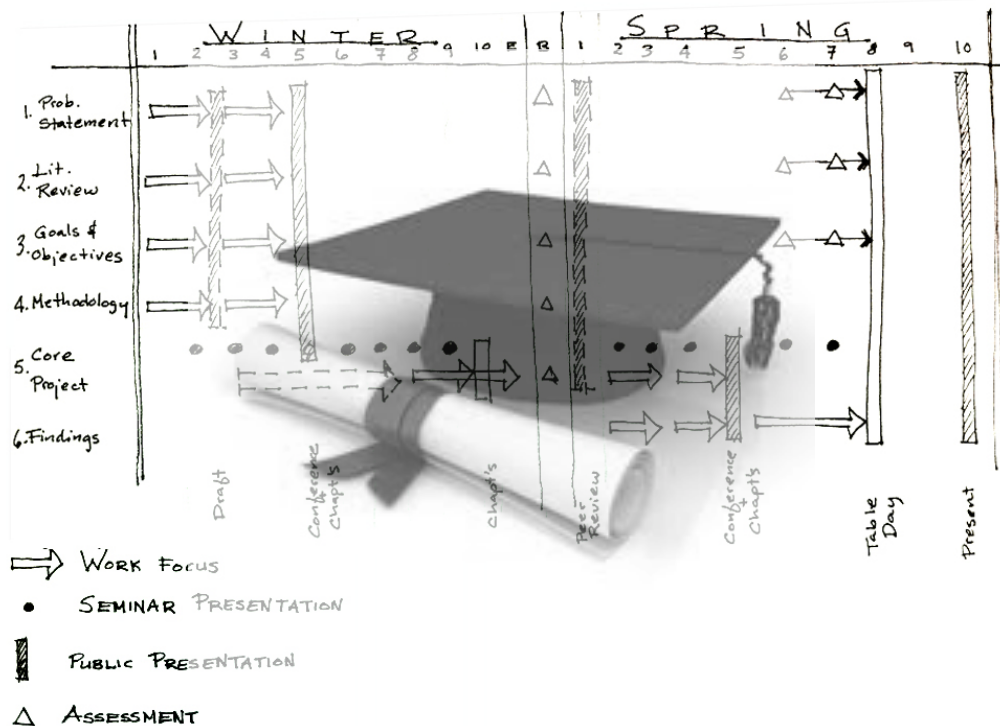 WINTER SPRING
1 2 3 4 5 6 7 8 9 10 E B 1 2 3 4 5 6 7 8 9 10
1. Prob. Statement
2. Lit. Review
3. Goals & Objectives
4. Methodology
5. Core Project
6. Findings
Draft
Conference + Chapt's
Chapt's
Peer Review
Conference + Chapt's
Table Day
Present
WORK FOCUS
SEMINAR PRESENTATION
PUBLIC PRESENTATION
ASSESSMENT